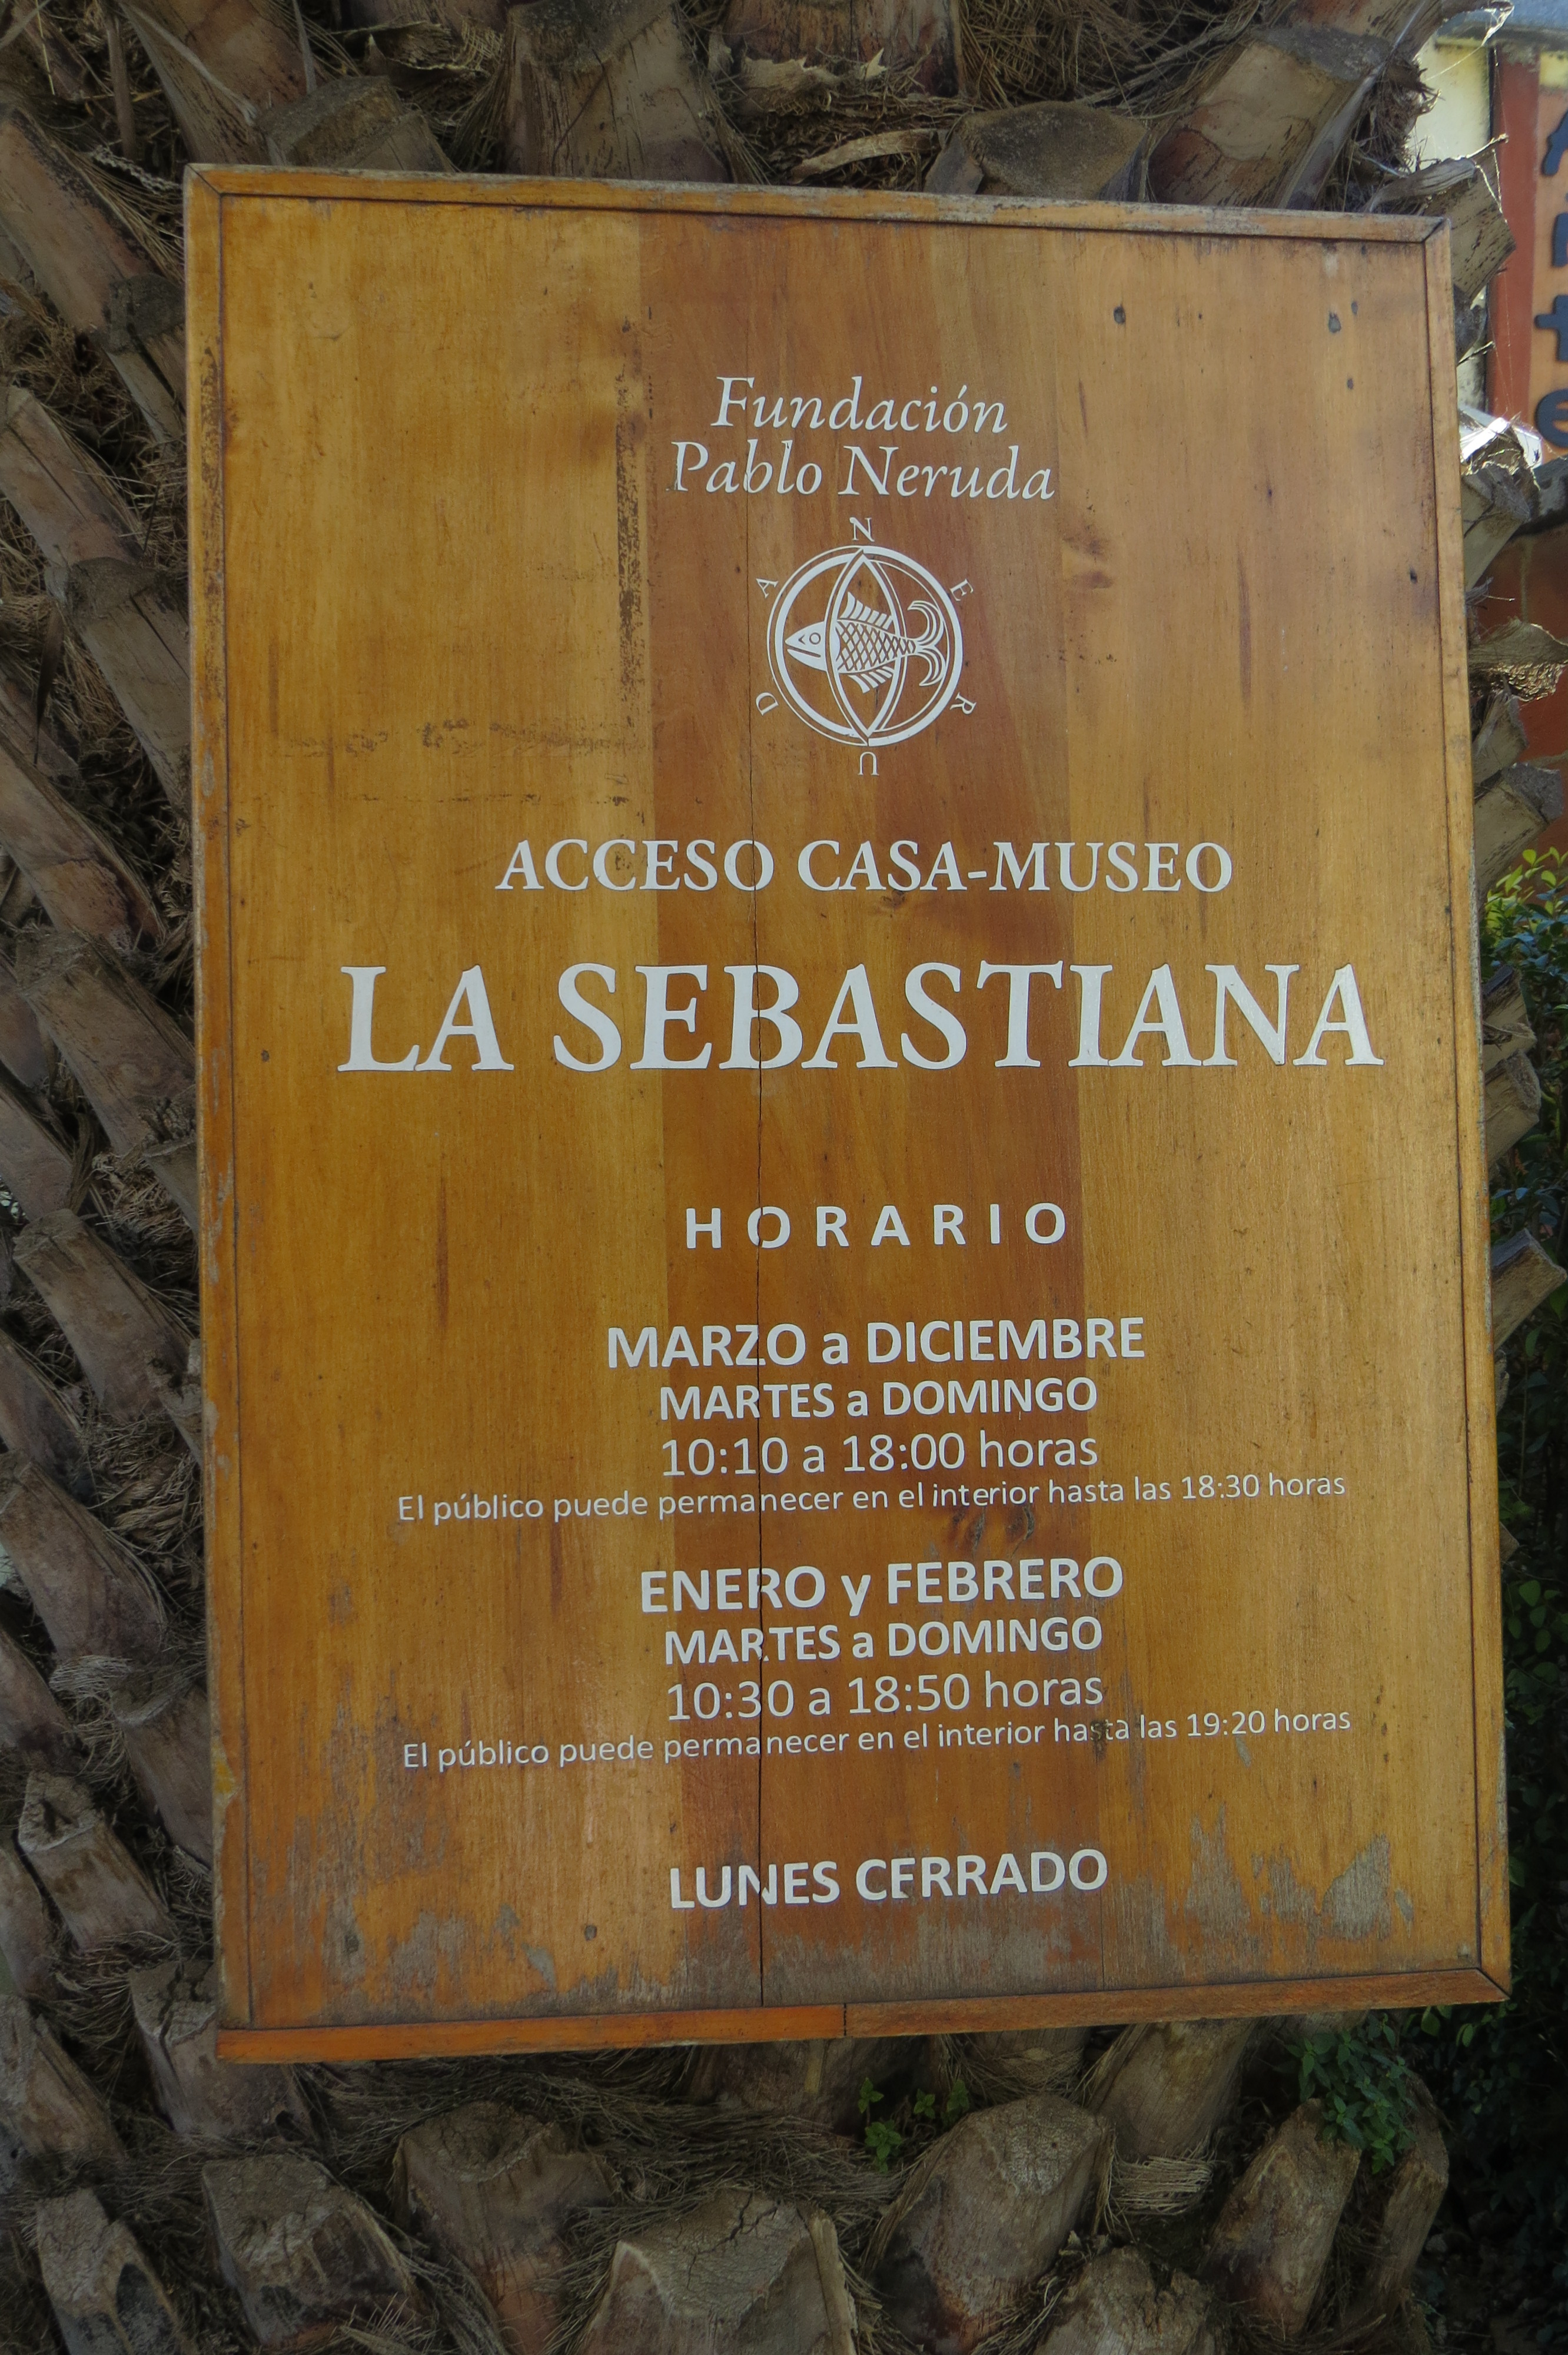 Fundación
Pablo Neruda
N E R U D A
ACCESO CASA-MUSEO
LA SEBASTIANA
HORARIO
MARZO a DICIEMBRE
MARTES a DOMINGO
10:10 a 18:00 horas
El público puede permanecer en el interior hasta las 18:30 horas
ENERO y FEBRERO
MARTES a DOMINGO
10:30 a 18:50 horas
El público puede permanecer en el interior hasta las 19:20 horas
LUNES CERRADO